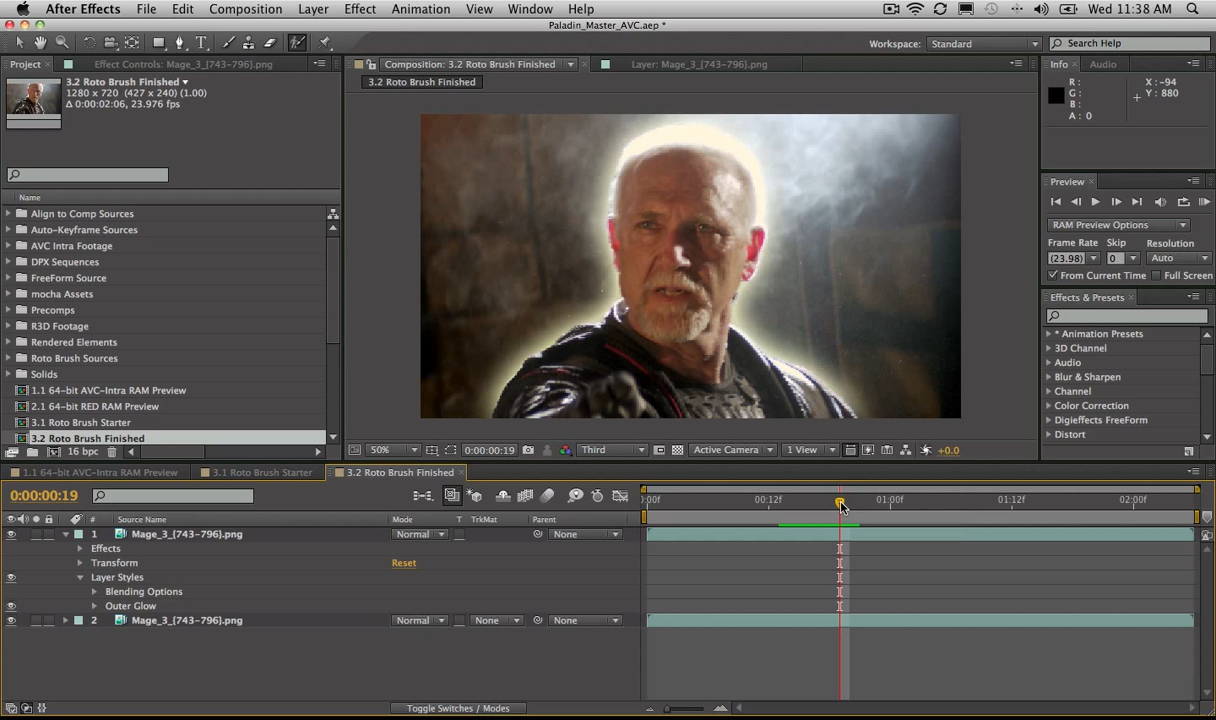 After Effects File Edit Composition Layer Effect Animation View Window Help Wed 11:38 AM
Paladin_Master_AVC.aep *
Workspace: Standard Search Help
Project Effect Controls: Mage_3_[743-796].png
Composition: 3.2 Roto Brush Finished Layer: Mage_3_[743-796].png
Info Audio
3.2 Roto Brush Finished
1280 x 720 (427 x 240) (1.00)
Δ 0:00:02:06, 23.976 fps
3.2 Roto Brush Finished
R :
G :
B :
A : 0
X : -94
Y : 880
Preview
RAM Preview Options
Frame Rate Skip Resolution
(23.98) 0 Auto
From Current Time Full Screen
Effects & Presets
* Animation Presets
3D Channel
Audio
Blur & Sharpen
Channel
Color Correction
Digieffects FreeForm
Distort
Name
Align to Comp Sources
Auto-Keyframe Sources
AVC Intra Footage
DPX Sequences
FreeForm Source
mocha Assets
Precomps
R3D Footage
Rendered Elements
Roto Brush Sources
Solids
1.1 64-bit AVC-Intra RAM Preview
2.1 64-bit RED RAM Preview
3.1 Roto Brush Starter
3.2 Roto Brush Finished
16 bpc
50% 0:00:00:19 Third Active Camera 1 View +0.0
1.1 64-bit AVC-Intra RAM Preview 3.1 Roto Brush Starter 3.2 Roto Brush Finished
0:00:00:19
:00f 00:12f 01:00f 01:12f 02:00f
# Source Name Mode T TrkMat Parent
1 Mage_3_[743-796].png Normal None
Effects
Transform Reset
Layer Styles
Blending Options
Outer Glow
2 Mage_3_[743-796].png Normal None None
Toggle Switches / Modes